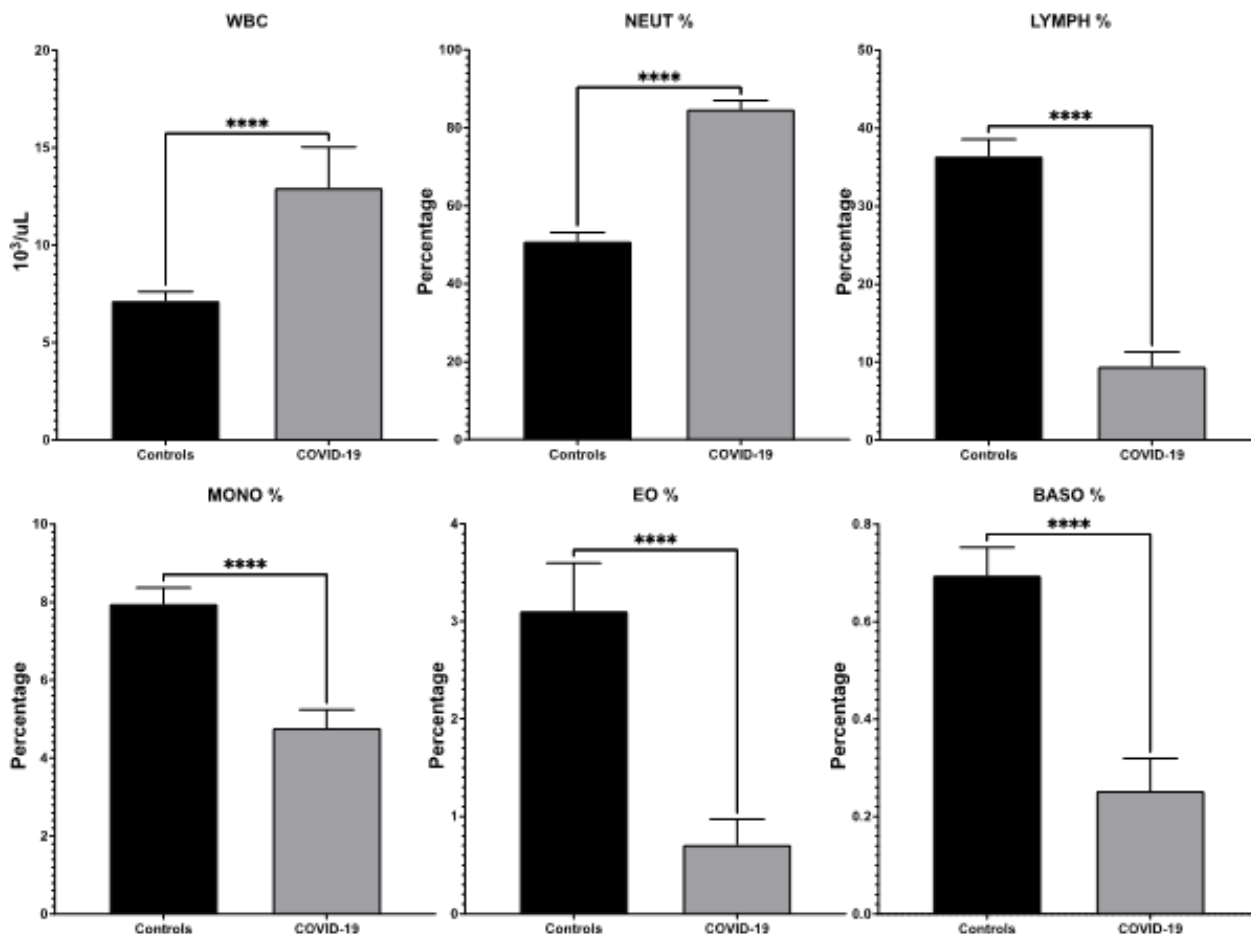 WBC
20
15
10
5
0
10³/uL
****
Controls
COVID-19
NEUT %
100
80
60
40
20
0
Percentage
****
Controls
COVID-19
LYMPH %
50
40
30
20
10
0
Percentage
****
Controls
COVID-19
MONO %
10
8
6
4
2
0
Percentage
****
Controls
COVID-19
EO %
4
3
2
1
0
Percentage
****
Controls
COVID-19
BASO %
0.8
0.6
0.4
0.2
0.0
Percentage
****
Controls
COVID-19